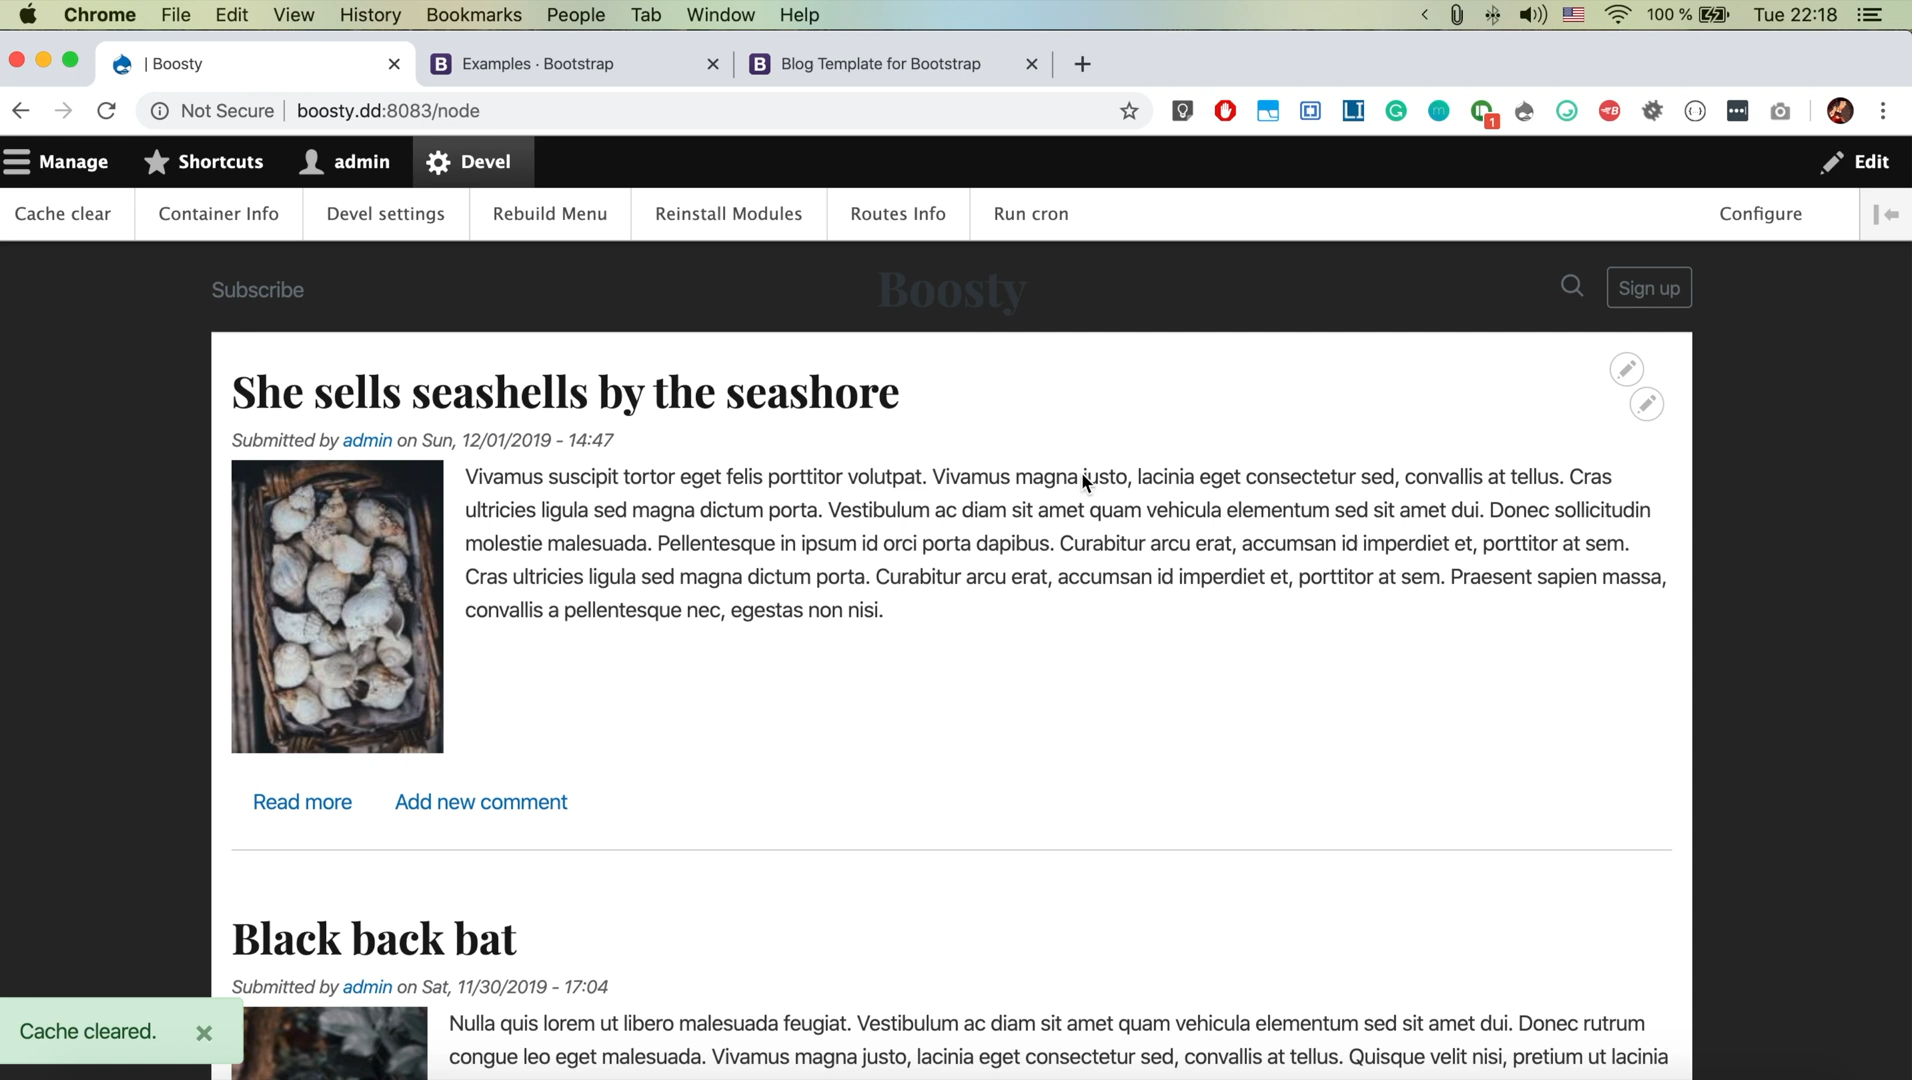 Chrome File Edit View History Bookmarks People Tab Window Help 100 % Tue 22:18
| Boosty B Examples · Bootstrap B Blog Template for Bootstrap
Not Secure boosty.dd:8083/node LI 1
Manage Shortcuts admin Devel Edit
Cache clear Container Info Devel settings Rebuild Menu Reinstall Modules Routes Info Run cron Configure
Subscribe Boosty Sign up
She sells seashells by the seashore
Submitted by admin on Sun, 12/01/2019 - 14:47
Vivamus suscipit tortor eget felis porttitor volutpat. Vivamus magna justo, lacinia eget consectetur sed, convallis at tellus. Cras
ultricies ligula sed magna dictum porta. Vestibulum ac diam sit amet quam vehicula elementum sed sit amet dui. Donec sollicitudin
molestie malesuada. Pellentesque in ipsum id orci porta dapibus. Curabitur arcu erat, accumsan id imperdiet et, porttitor at sem.
Cras ultricies ligula sed magna dictum porta. Curabitur arcu erat, accumsan id imperdiet et, porttitor at sem. Praesent sapien massa,
convallis a pellentesque nec, egestas non nisi.
Read more Add new comment
Black back bat
Submitted by admin on Sat, 11/30/2019 - 17:04
Nulla quis lorem ut libero malesuada feugiat. Vestibulum ac diam sit amet quam vehicula elementum sed sit amet dui. Donec rutrum
congue leo eget malesuada. Vivamus magna justo, lacinia eget consectetur sed, convallis at tellus. Quisque velit nisi, pretium ut lacinia
Cache cleared.